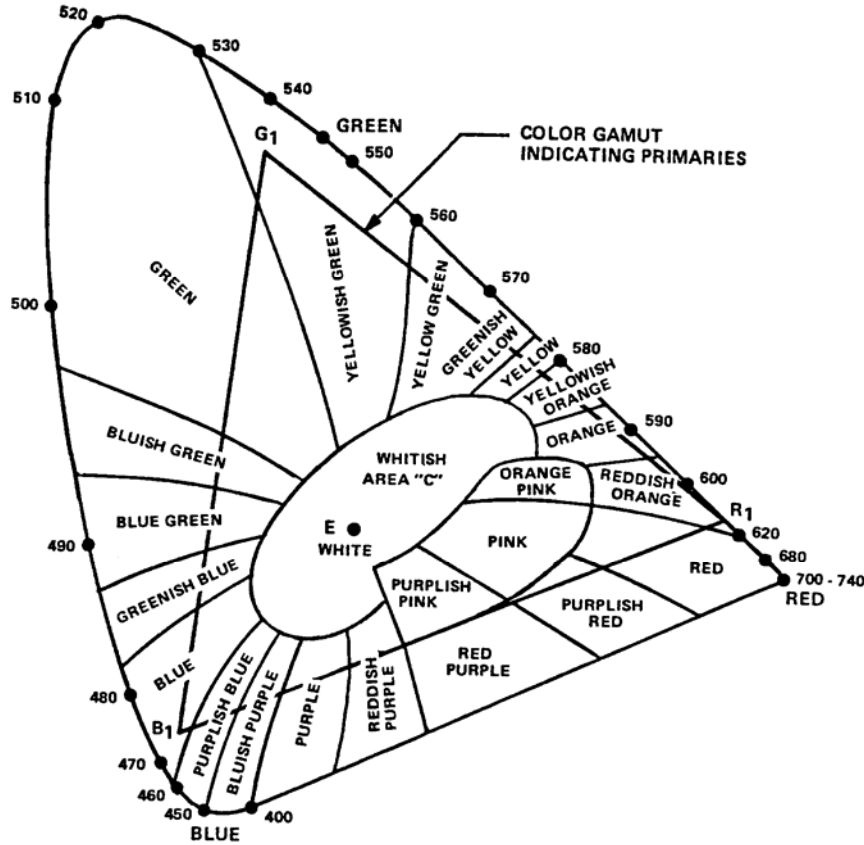 520
530
510
540
GREEN
G1
550
COLOR GAMUT
INDICATING PRIMARIES
560
570
GREEN
YELLOWISH GREEN
YELLOW GREEN
GREENISH
YELLOW
500
YELLOW
580
YELLOWISH
ORANGE
590
ORANGE
BLUISH GREEN
WHITISH
AREA "C"
ORANGE
PINK
REDDISH
ORANGE
600
R1
BLUE GREEN
E
WHITE
PINK
620
490
RED
680
700 - 740
RED
GREENISH BLUE
PURPLISH
PINK
PURPLISH
RED
BLUE
RED
PURPLE
480
B1
PURPLISH BLUE
BLUISH PURPLE
PURPLE
REDDISH
PURPLE
470
460
450
400
BLUE